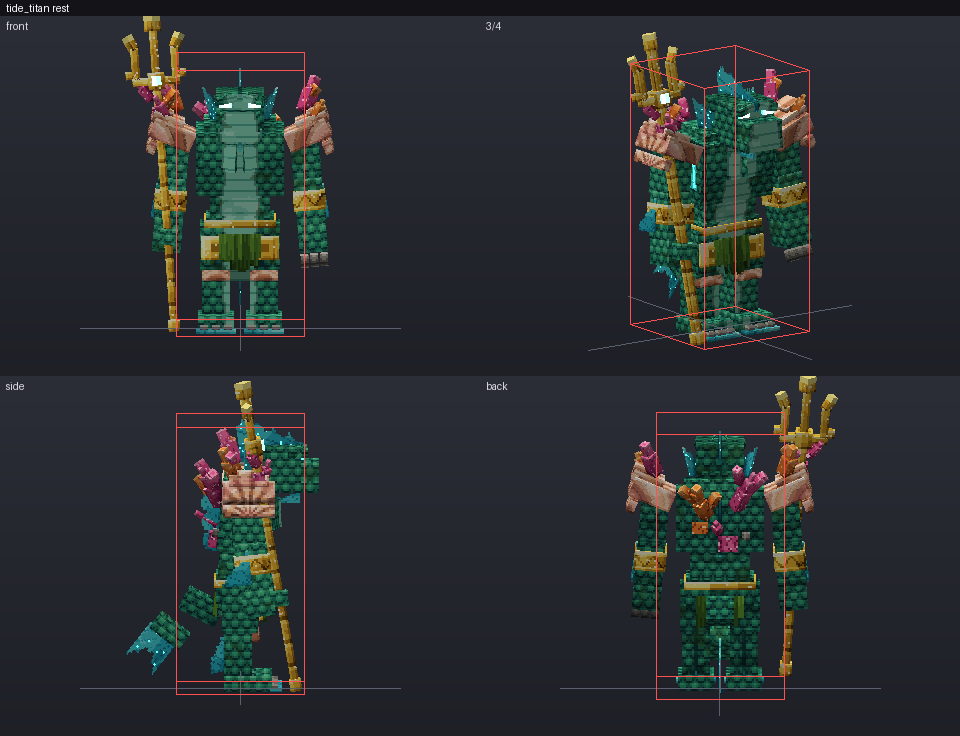 tide_titan rest
front
3/4
side
back